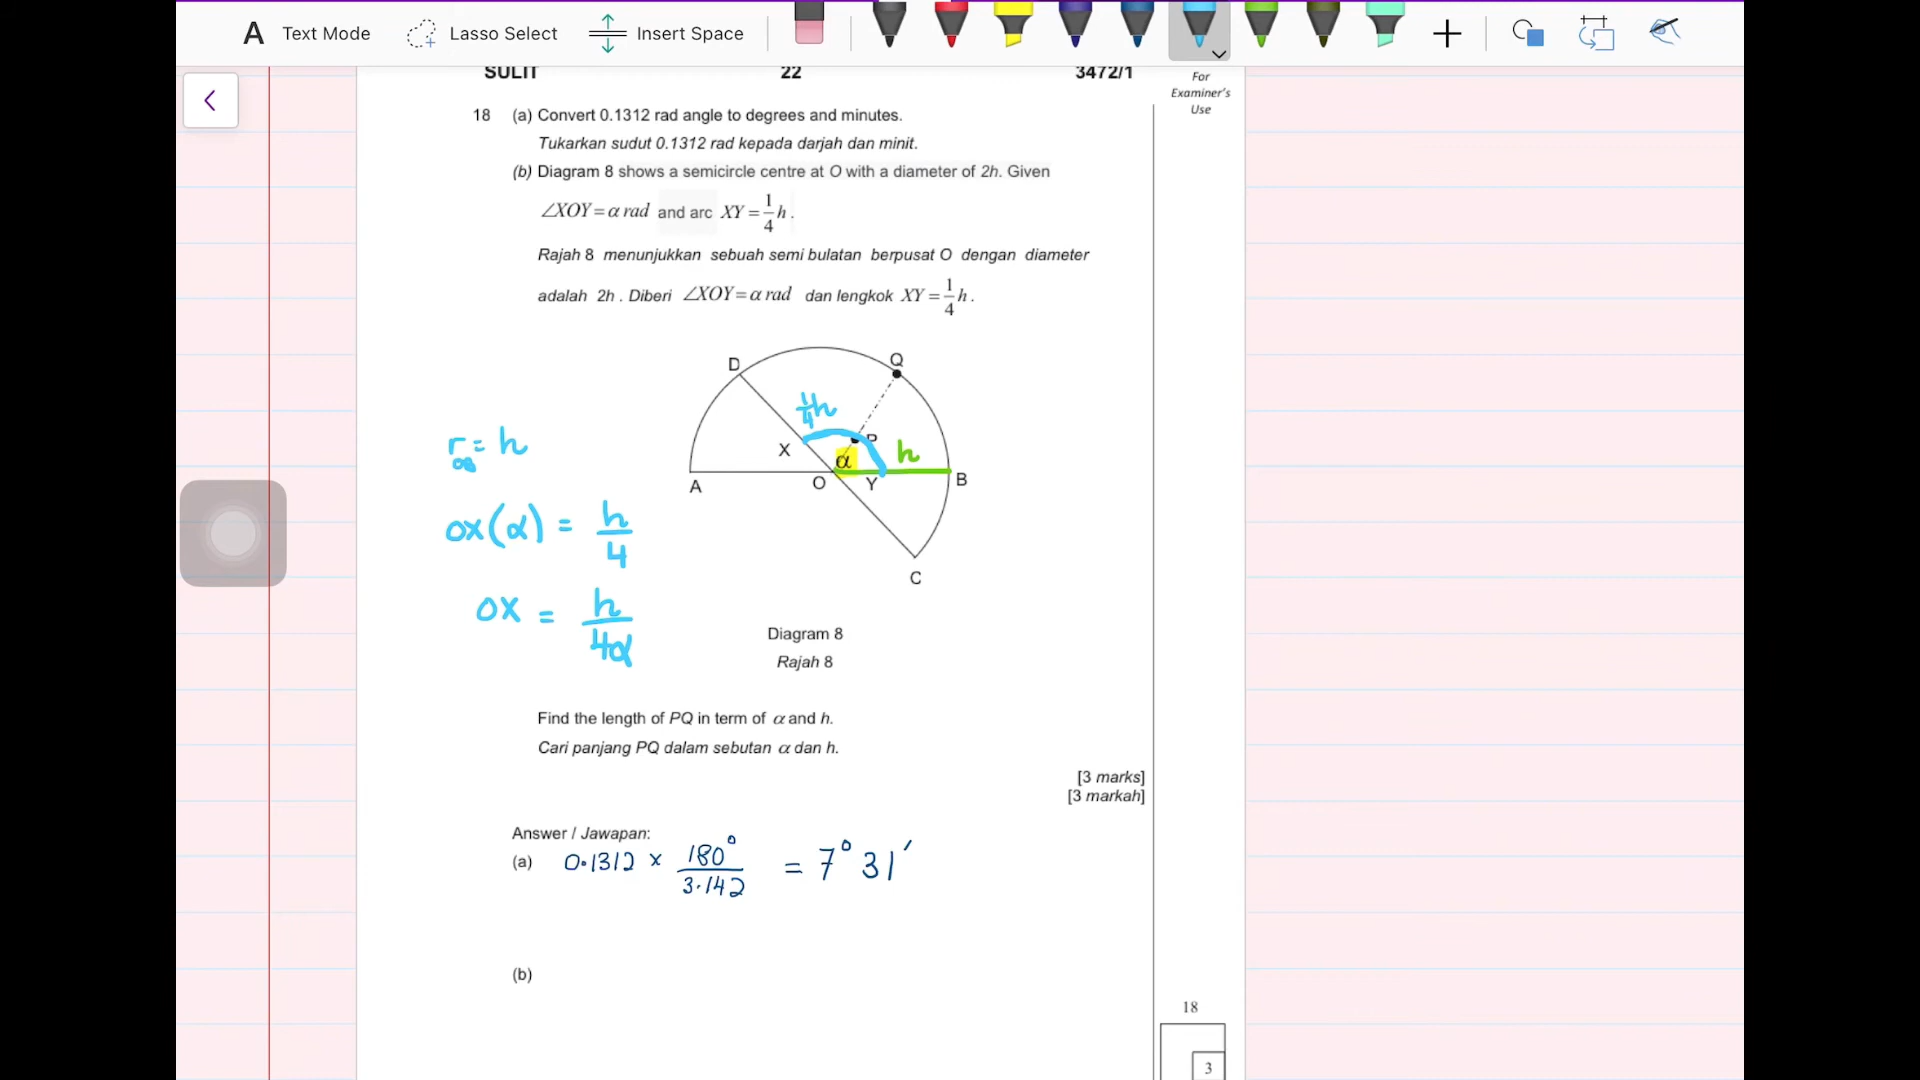 A Text Mode Lasso Select Insert Space
SULIT 22 3472/1
For
Examiner's
Use
18 (a) Convert 0.1312 rad angle to degrees and minutes.
Tukarkan sudut 0.1312 rad kepada darjah dan minit.
(b) Diagram 8 shows a semicircle centre at O with a diameter of 2h. Given
∠XOY = α rad and arc XY = 1/4 h .
Rajah 8 menunjukkan sebuah semi bulatan berpusat O dengan diameter
adalah 2h . Diberi ∠XOY = α rad dan lengkok XY = 1/4 h .
D Q
1/4 h
X P
α h
A O Y B
C
r = h
OX(α) = h/4
OX = h/4α
Diagram 8
Rajah 8
Find the length of PQ in term of α and h.
Cari panjang PQ dalam sebutan α dan h.
[3 marks]
[3 markah]
Answer / Jawapan:
(a) 0.1312 × 180°/3.142 = 7° 31′
(b)
18
3